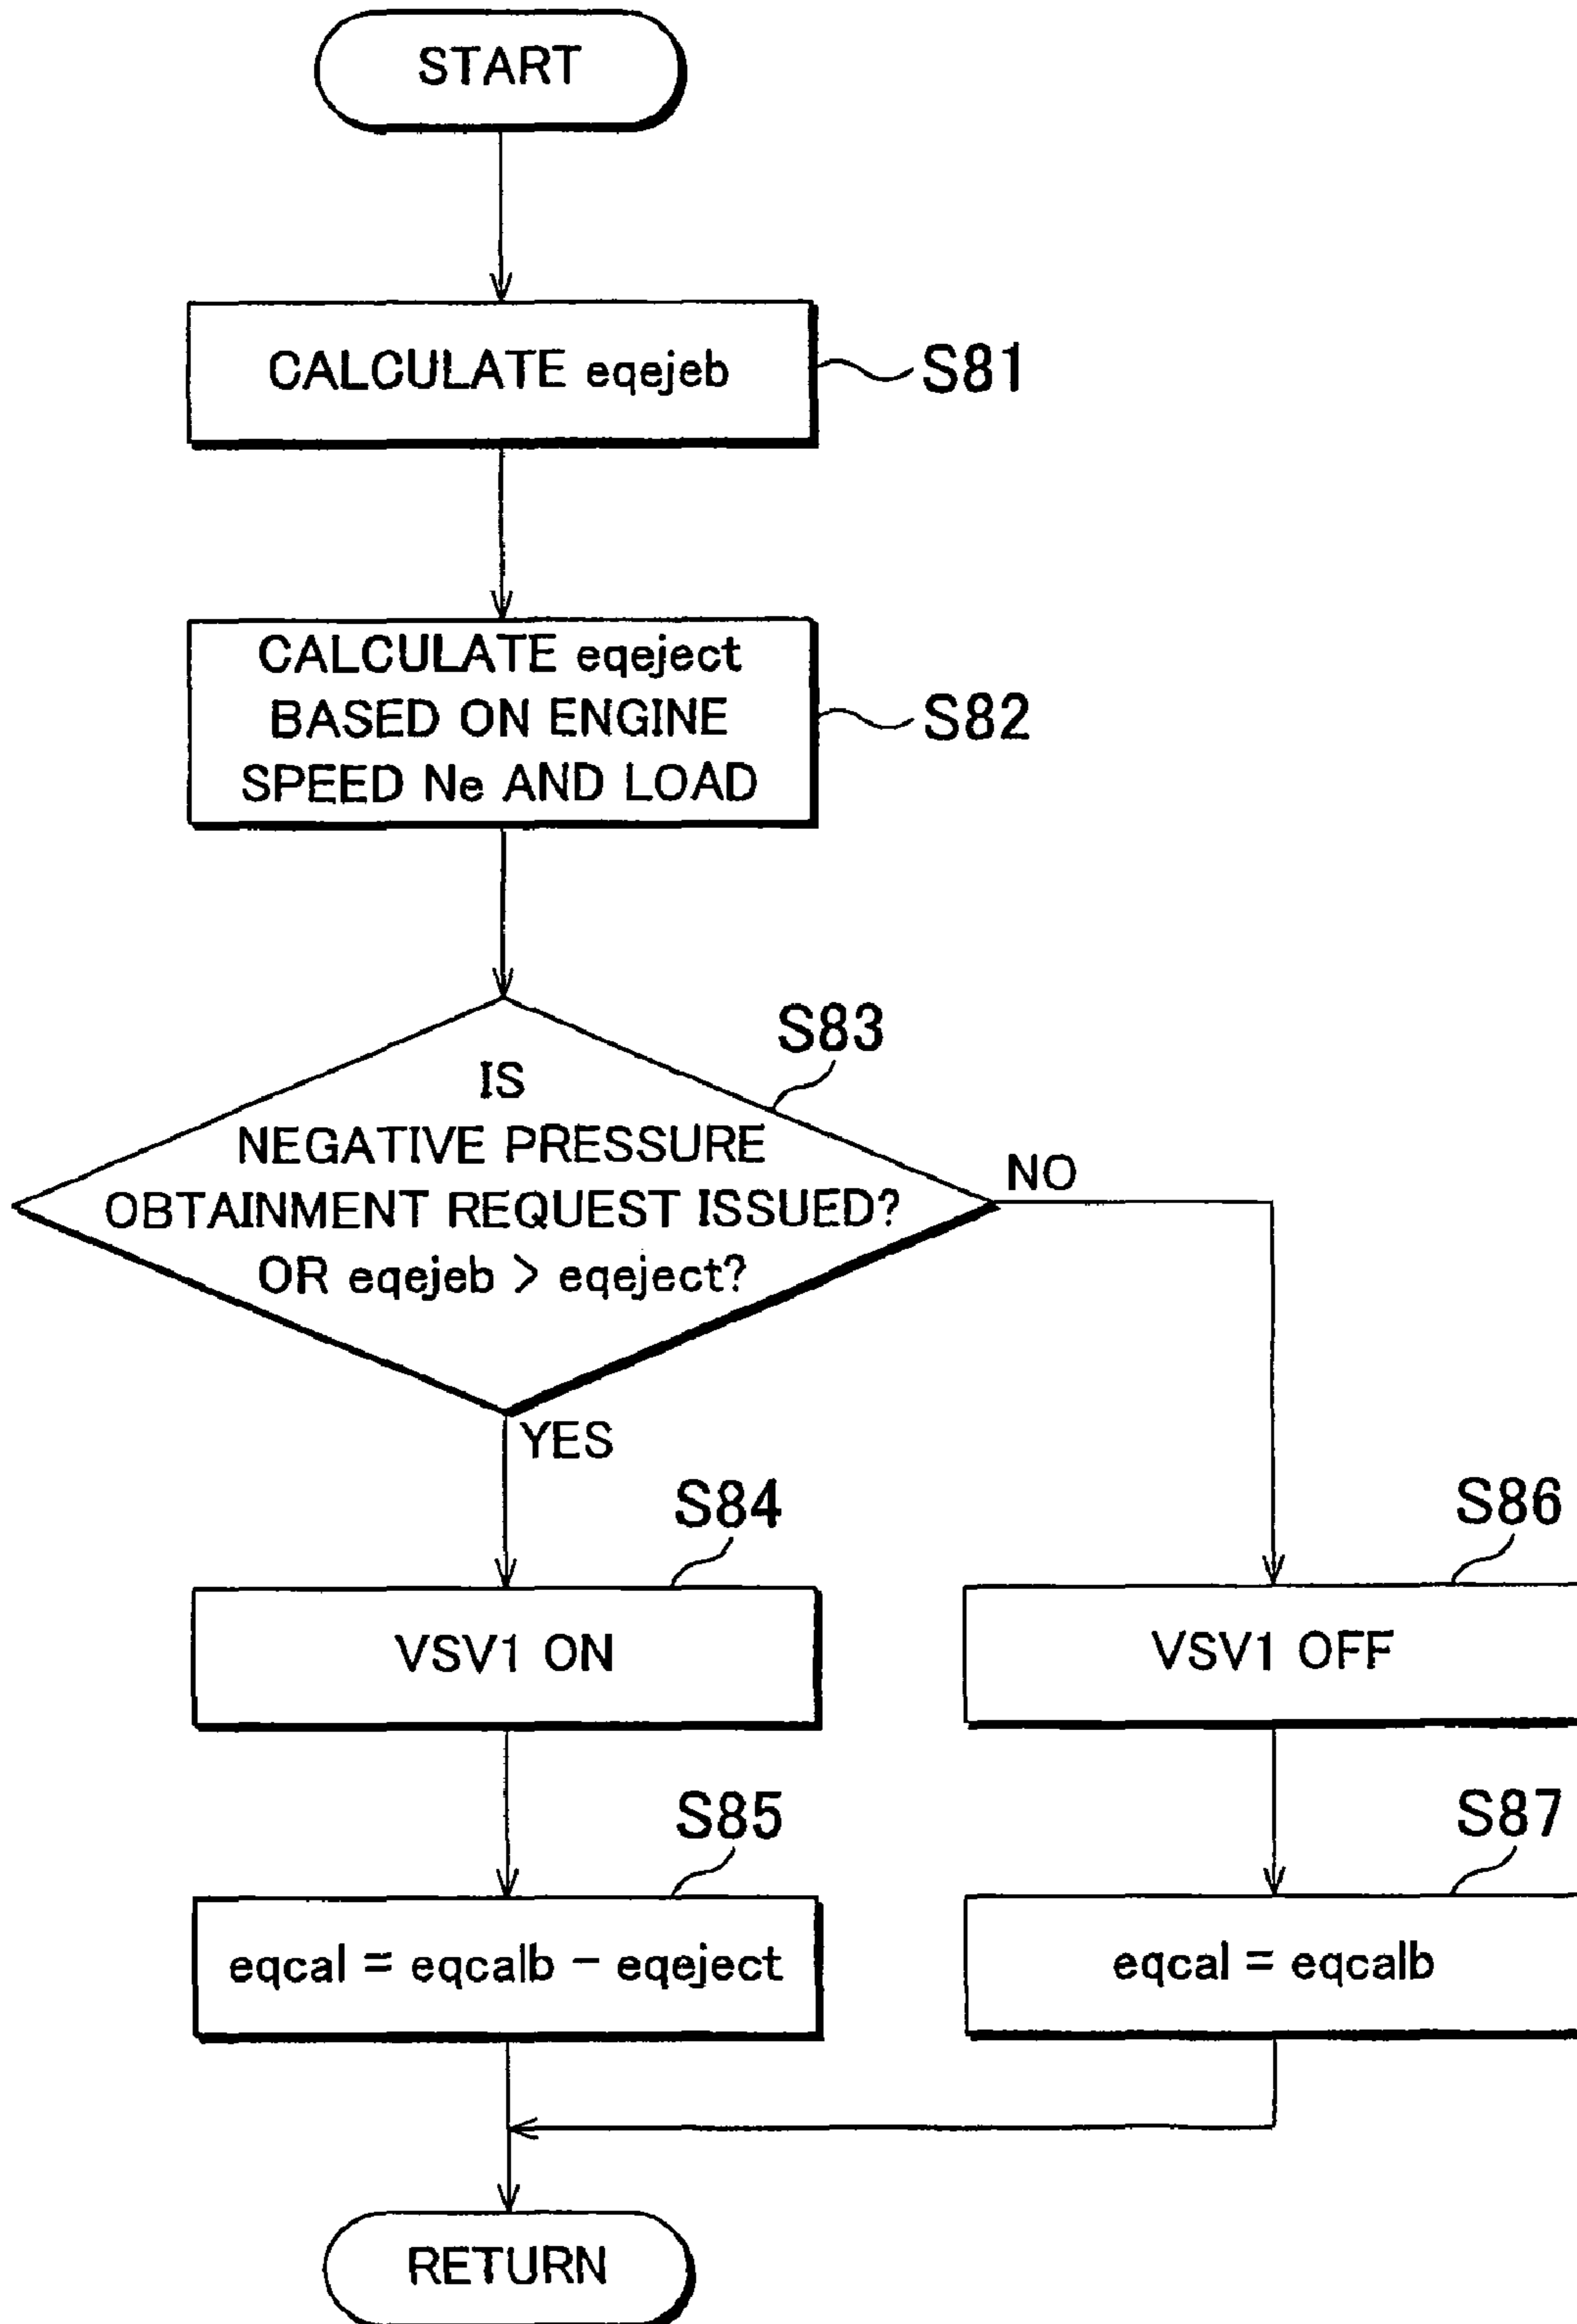 START
CALCULATE eqejeb
S81
CALCULATE eqeject
BASED ON ENGINE
SPEED Ne AND LOAD
S82
S83
IS
NEGATIVE PRESSURE
OBTAINMENT REQUEST ISSUED?
OR eqejeb > eqeject?
NO
YES
S84
VSV1 ON
S86
VSV1 OFF
S85
eqcal = eqcalb - eqeject
S87
eqcal = eqcalb
RETURN